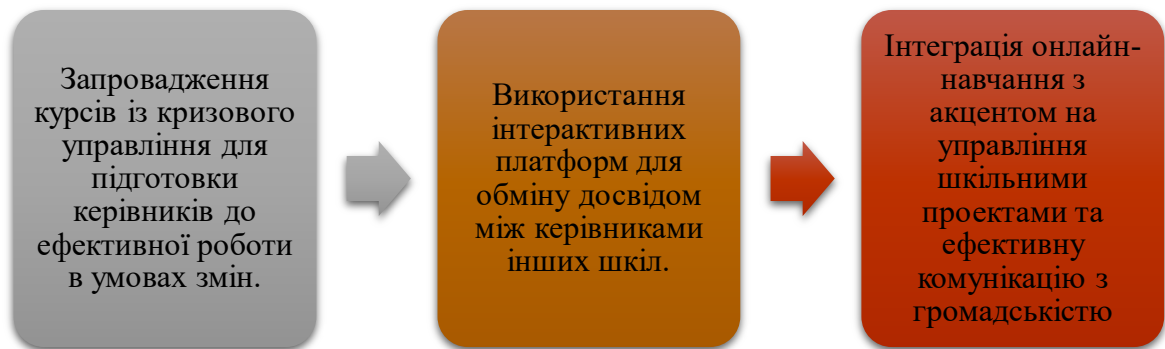 Запровадження
курсів із кризового
управління для
підготовки
керівників до
ефективної роботи
в умовах змін.
Використання
інтерактивних
платформ для
обміну досвідом
між керівниками
інших шкіл.
Інтеграція онлайн-
навчання з
акцентом на
управління
шкільними
проектами та
ефективну
комунікацію з
громадськістю